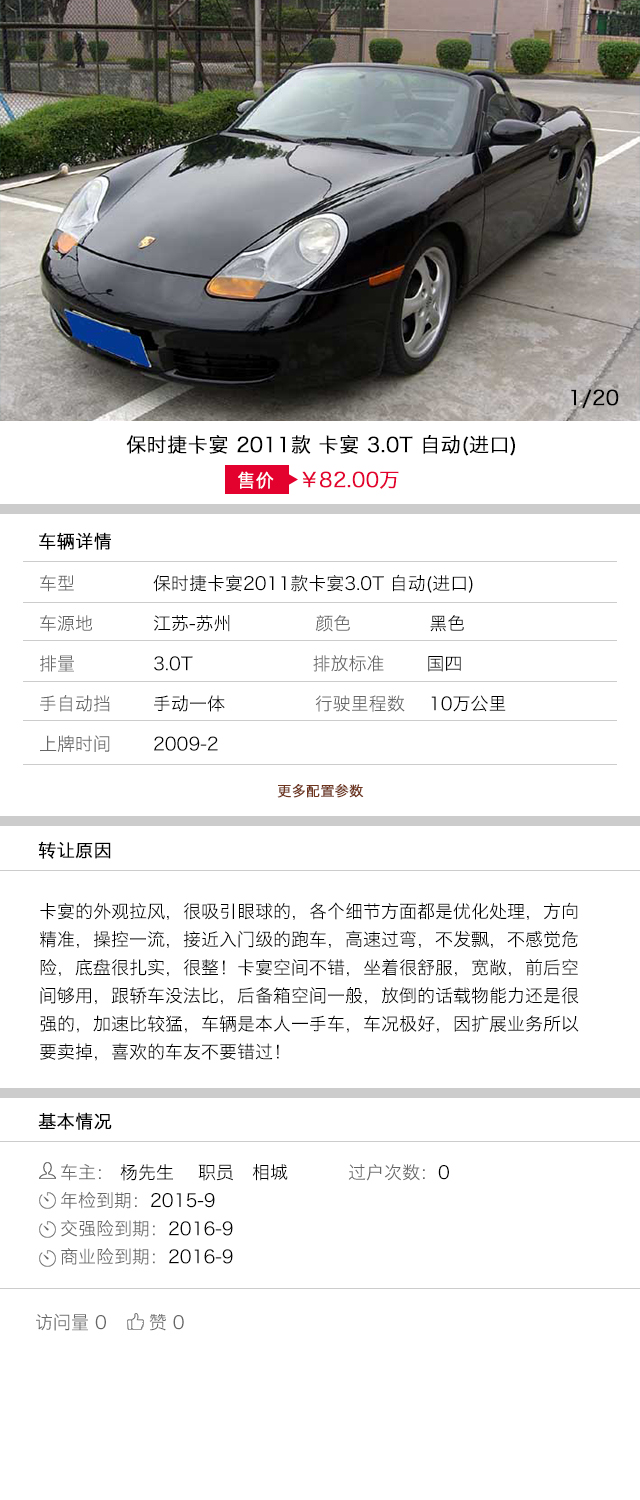 1/20
保时捷卡宴 2011款 卡宴 3.0T 自动(进口)
售价 ￥82.00万
车辆详情
车型 保时捷卡宴2011款卡宴3.0T 自动(进口)
车源地 江苏-苏州 颜色 黑色
排量 3.0T 排放标准 国四
手自动挡 手动一体 行驶里程数 10万公里
上牌时间 2009-2
更多配置参数
转让原因
卡宴的外观拉风，很吸引眼球的，各个细节方面都是优化处理，方向
精准，操控一流，接近入门级的跑车，高速过弯，不发飘，不感觉危
险，底盘很扎实，很整！卡宴空间不错，坐着很舒服，宽敞，前后空
间够用，跟轿车没法比，后备箱空间一般，放倒的话载物能力还是很
强的，加速比较猛，车辆是本人一手车，车况极好，因扩展业务所以
要卖掉，喜欢的车友不要错过！
基本情况
车主： 杨先生 职员 相城 过户次数：0
年检到期：2015-9
交强险到期：2016-9
商业险到期：2016-9
访问量 0 赞 0